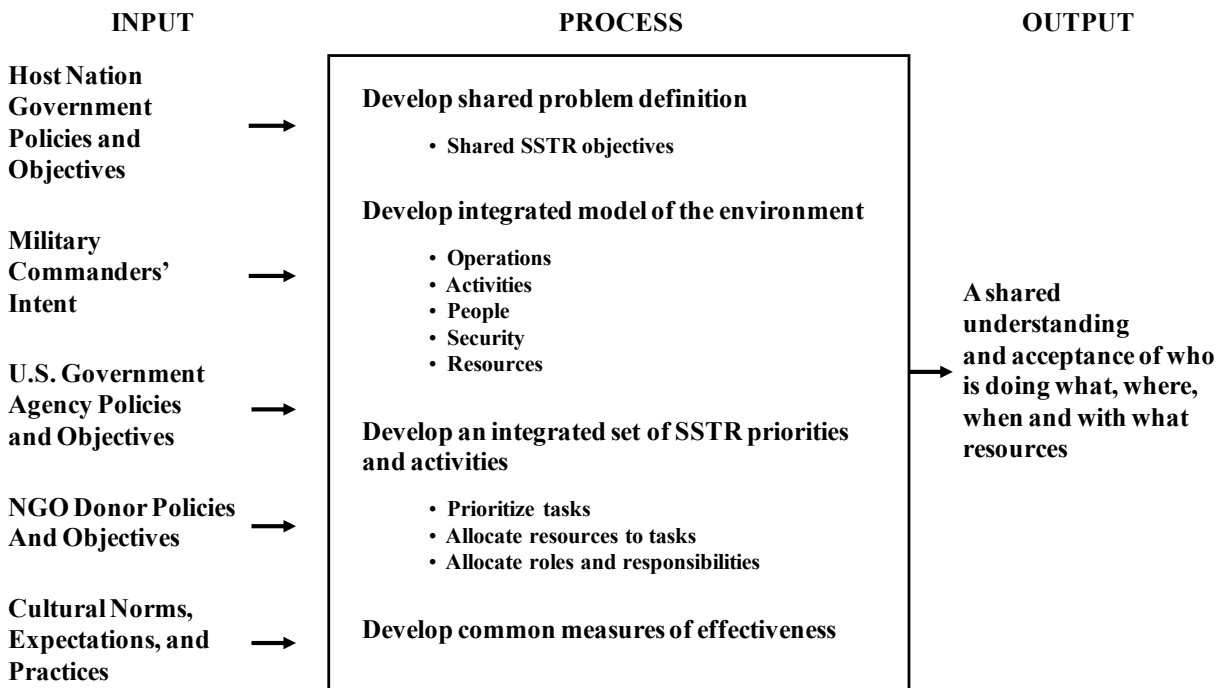 INPUT
PROCESS
OUTPUT
Host Nation
Government
Policies and
Objectives
Military
Commanders’
Intent
U.S. Government
Agency Policies
and Objectives
NGO Donor Policies
And Objectives
Cultural Norms,
Expectations, and
Practices
Develop shared problem definition
• Shared SSTR objectives
Develop integrated model of the environment
• Operations
• Activities
• People
• Security
• Resources
Develop an integrated set of SSTR priorities
and activities
• Prioritize tasks
• Allocate resources to tasks
• Allocate roles and responsibilities
Develop common measures of effectiveness
A shared
understanding
and acceptance of who
is doing what, where,
when and with what
resources